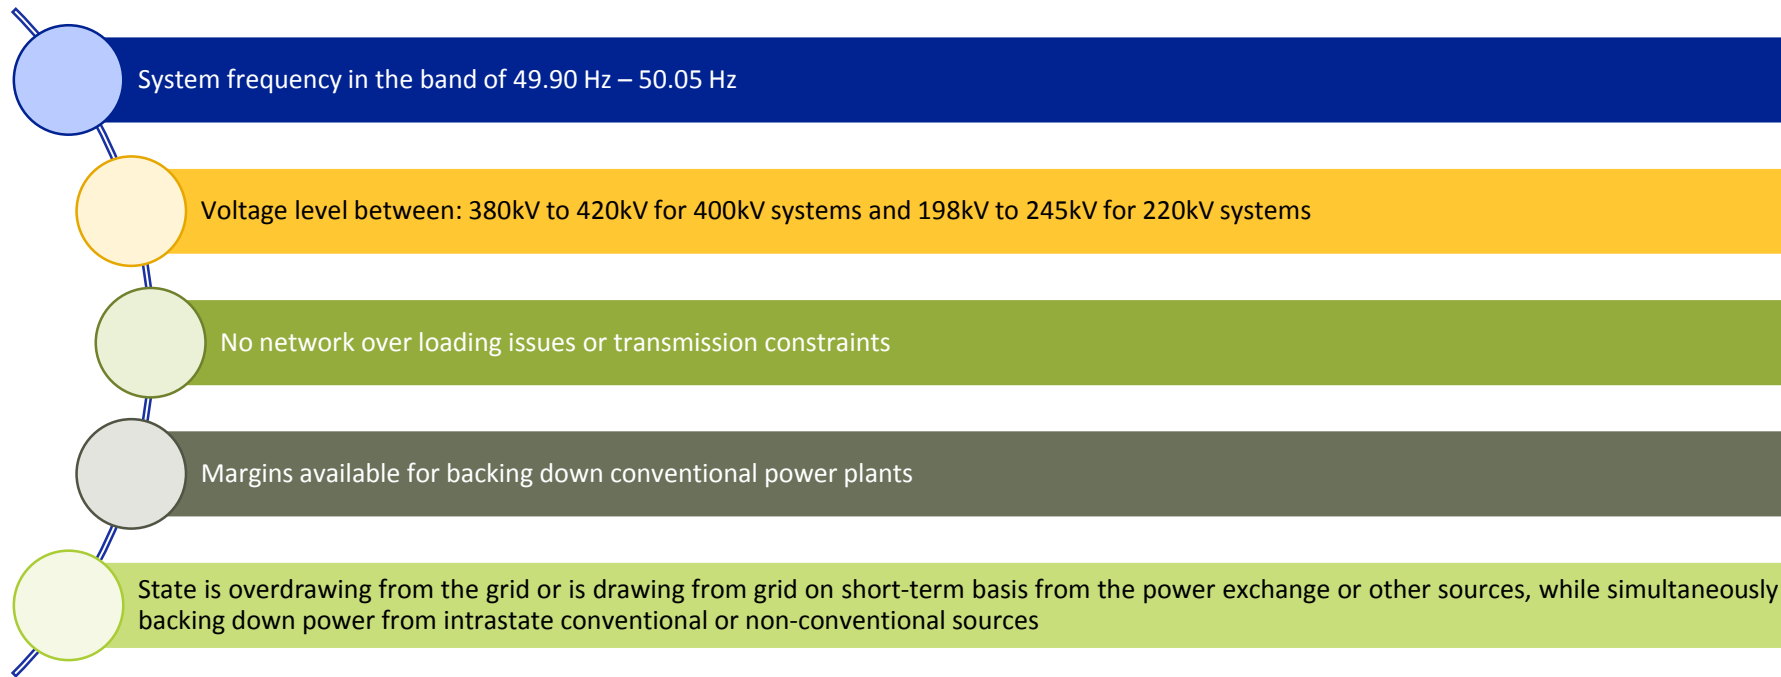 System frequency in the band of 49.90 Hz – 50.05 Hz
Voltage level between: 380kV to 420kV for 400kV systems and 198kV to 245kV for 220kV systems
No network over loading issues or transmission constraints
Margins available for backing down conventional power plants
State is overdrawing from the grid or is drawing from grid on short-term basis from the power exchange or other sources, while simultaneously
backing down power from intrastate conventional or non-conventional sources